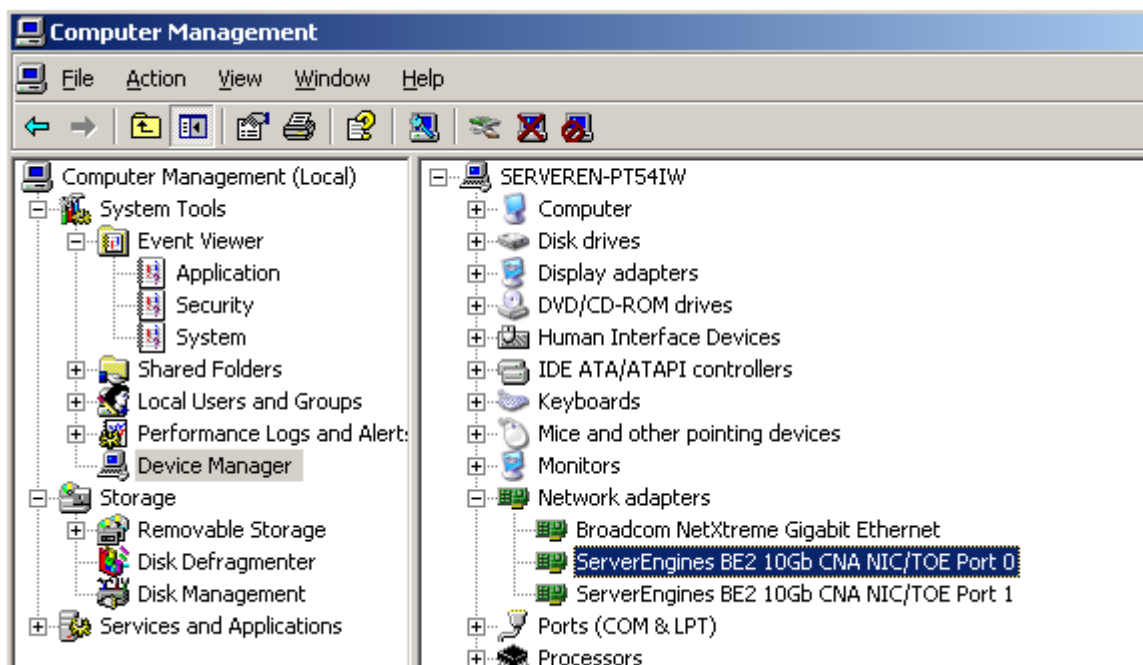 Computer Management
File Action View Window Help
Computer Management (Local)
System Tools
Event Viewer
Application
Security
System
Shared Folders
Local Users and Groups
Performance Logs and Alert:
Device Manager
Storage
Removable Storage
Disk Defragmenter
Disk Management
Services and Applications
SERVEREN-PT54IW
Computer
Disk drives
Display adapters
DVD/CD-ROM drives
Human Interface Devices
IDE ATA/ATAPI controllers
Keyboards
Mice and other pointing devices
Monitors
Network adapters
Broadcom NetXtreme Gigabit Ethernet
ServerEngines BE2 10Gb CNA NIC/TOE Port 0
ServerEngines BE2 10Gb CNA NIC/TOE Port 1
Ports (COM & LPT)
Processors